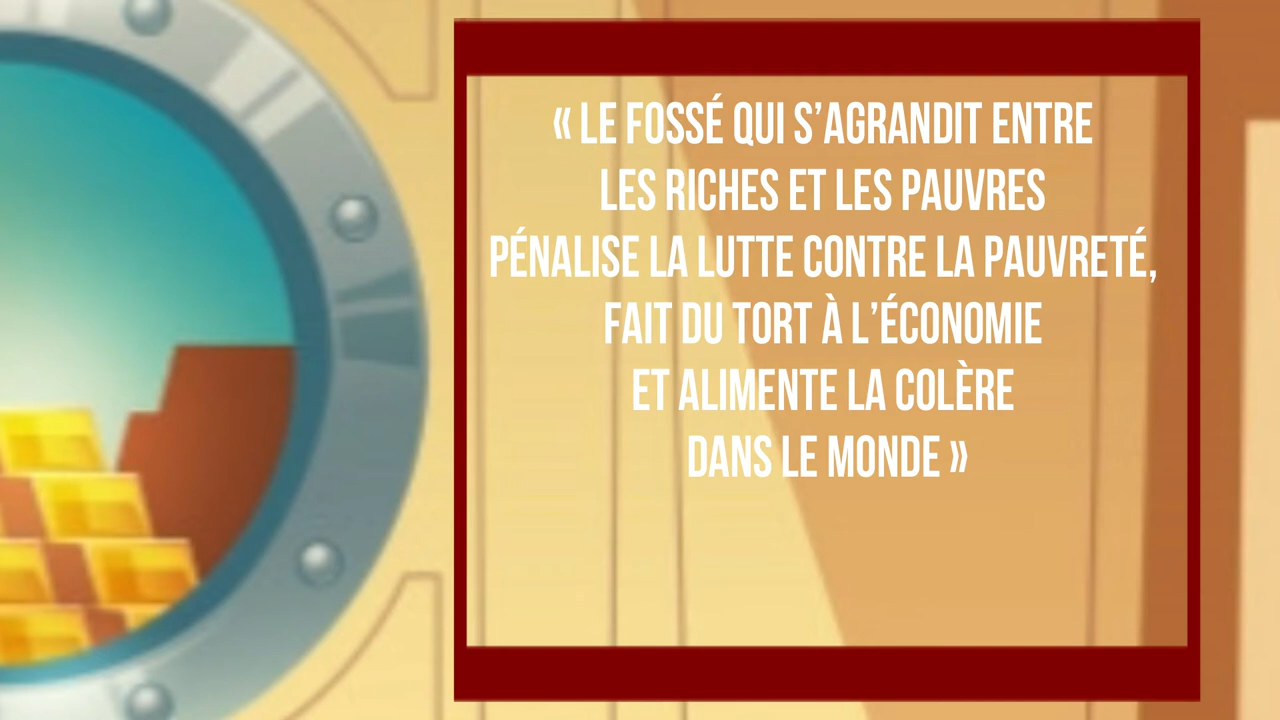 « LE FOSSÉ QUI S’AGRANDIT ENTRE
LES RICHES ET LES PAUVRES
PÉNALISE LA LUTTE CONTRE LA PAUVRETÉ,
FAIT DU TORT À L’ÉCONOMIE
ET ALIMENTE LA COLÈRE
DANS LE MONDE »